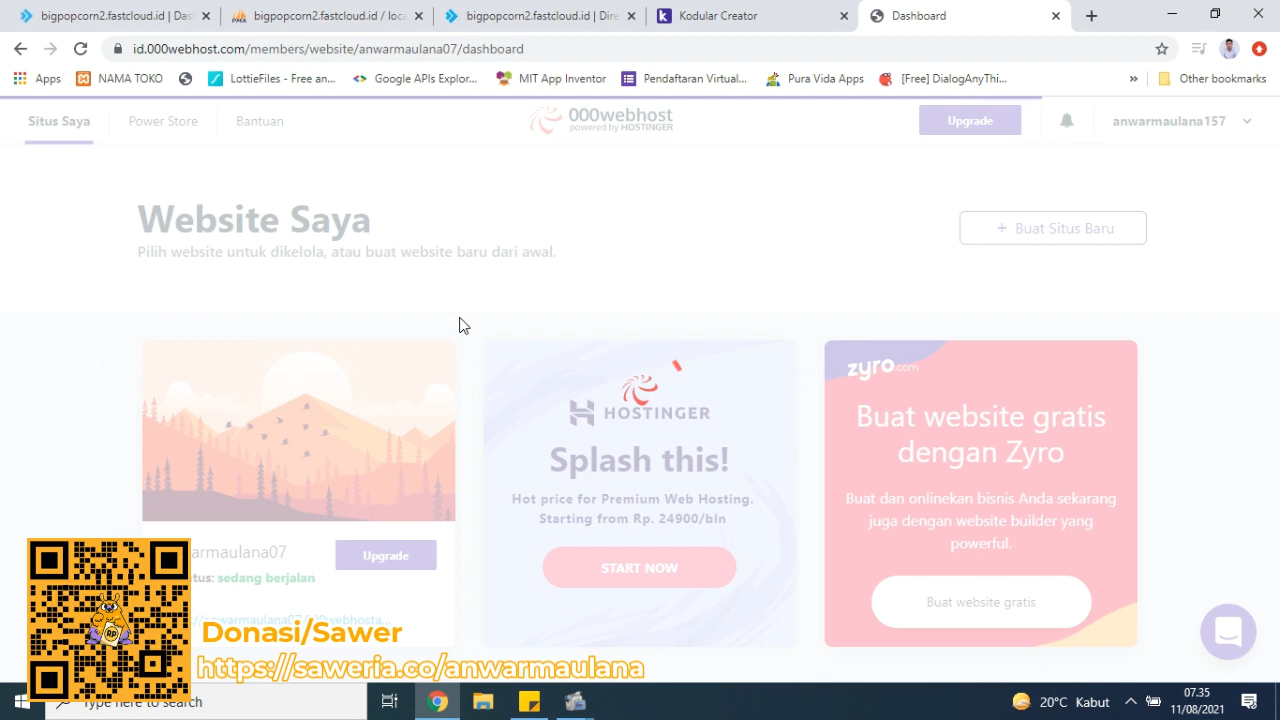 bigpopcorn2.fastcloud.id | Das
bigpopcorn2.fastcloud.id / loca
bigpopcorn2.fastcloud.id | Dire
Kodular Creator
Dashboard
id.000webhost.com/members/website/anwarmaulana07/dashboard
Apps
NAMA TOKO
LottieFiles - Free an...
Google APIs Explor...
MIT App Inventor
Pendaftaran Virtual...
Pura Vida Apps
[Free] DialogAnyThi...
Other bookmarks
Situs Saya
Power Store
Bantuan
000webhost
powered by HOSTINGER
Upgrade
anwarmaulana157
Website Saya
Pilih website untuk dikelola, atau buat website baru dari awal.
+ Buat Situs Baru
HOSTINGER
Splash this!
Hot price for Premium Web Hosting.
Starting from Rp. 24900/bln
START NOW
zyro.com
Buat website gratis
dengan Zyro
Buat dan onlinekan bisnis Anda sekarang
juga dengan website builder yang
powerful.
Buat website gratis
armaulana07
Upgrade
tus: sedang berjalan
RP
Donasi/Sawer
https://saweria.co/anwarmaulana
Type here to search
20°C Kabut
07.35
11/08/2021